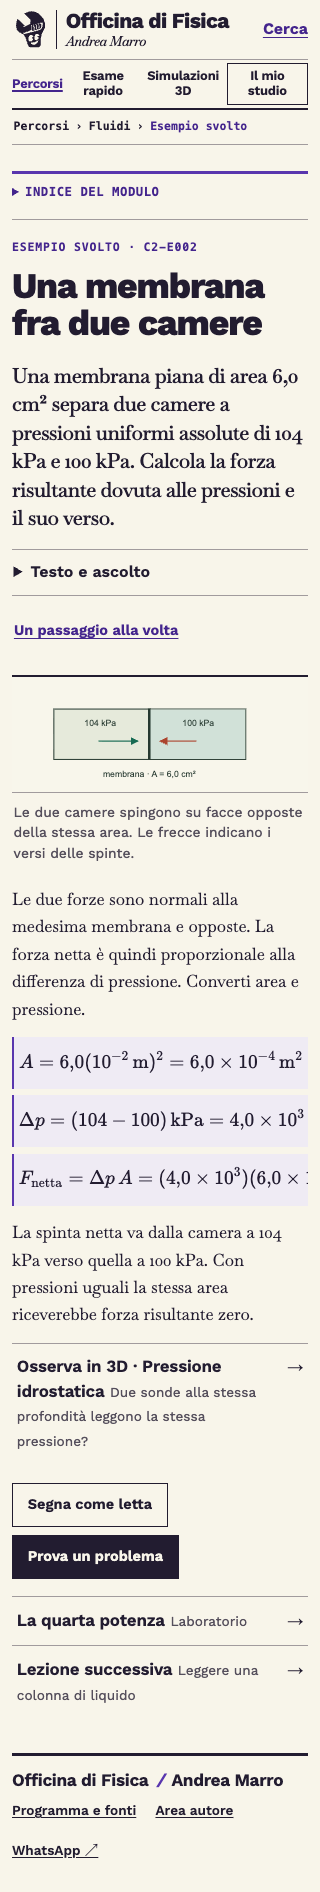 Officina di Fisica
Andrea Marro
Cerca
Percorsi
Esame rapido
Simulazioni 3D
Il mio studio
Percorsi › Fluidi › Esempio svolto
▶ INDICE DEL MODULO
ESEMPIO SVOLTO · C2–E002
Una membrana
fra due camere
Una membrana piana di area 6,0
cm² separa due camere a
pressioni uniformi assolute di 104
kPa e 100 kPa. Calcola la forza
risultante dovuta alle pressioni e
il suo verso.
▶ Testo e ascolto
Un passaggio alla volta
104 kPa
100 kPa
membrana · A = 6,0 cm²
Le due camere spingono su facce opposte
della stessa area. Le frecce indicano i
versi delle spinte.
Le due forze sono normali alla
medesima membrana e opposte. La
forza netta è quindi proporzionale alla
differenza di pressione. Converti area e
pressione.
A = 6,0(10⁻² m)² = 6,0 × 10⁻⁴ m²
Δp = (104 − 100) kPa = 4,0 × 10³
F_netta = Δp A = (4,0 × 10³)(6,0 ×
La spinta netta va dalla camera a 104
kPa verso quella a 100 kPa. Con
pressioni uguali la stessa area
riceverebbe forza risultante zero.
Osserva in 3D · Pressione
idrostatica Due sonde alla stessa
profondità leggono la stessa
pressione?
→
Segna come letta
Prova un problema
La quarta potenza Laboratorio →
Lezione successiva Leggere una →
colonna di liquido
Officina di Fisica / Andrea Marro
Programma e fonti
Area autore
WhatsApp ↗